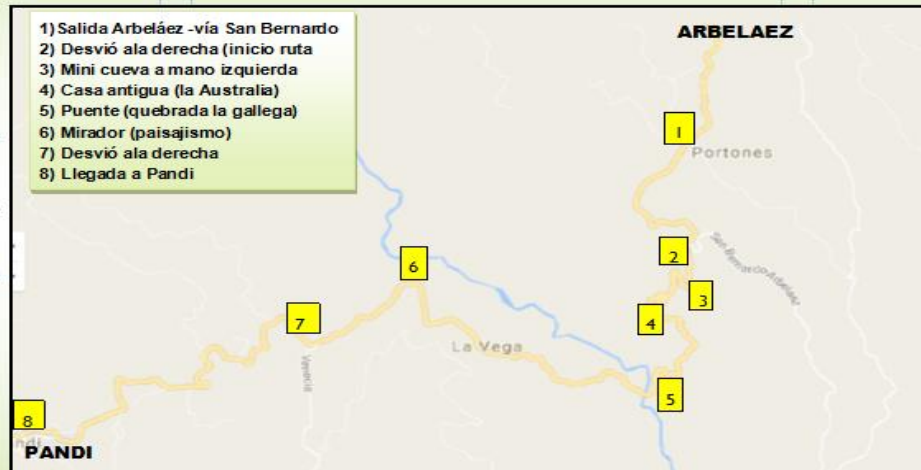 1) Salida Arbeláez -vía San Bernardo
2) Desvió ala derecha (inicio ruta
3) Mini cueva a mano izquierda
4) Casa antigua (la Australia)
5) Puente (quebrada la gallega)
6) Mirador (paisajismo)
7) Desvió ala derecha
8) Llegada a Pandi
ARBELAEZ
1
Portones
2
3
4
5
6
7
La Vega
Venecia
8
PANDI